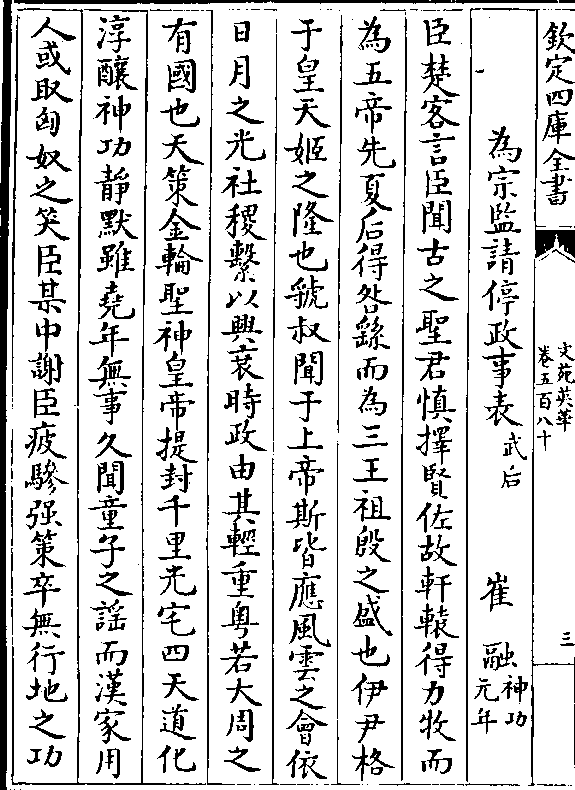 欽定四庫全書
文苑英華
卷五百八十
三
為宗監請停政事表 武后 崔融 神功元年
臣楚客言臣聞古之聖君慎擇賢佐故軒轅得力牧而
為五帝先夏后得咎繇而為三王祖殷之盛也伊尹格
于皇天姬之隆也虢叔聞于上帝斯皆應風雲之會依
日月之光社稷繫以興衰時政由其輕重粵若大周之
有國也天策金輪聖神皇帝提封千里光宅四天道化
淳醲神功靜默雖堯年無事久聞童子之謠而漢家用
人或取匈奴之笑臣某中謝臣疲驂强策卒無行地之功